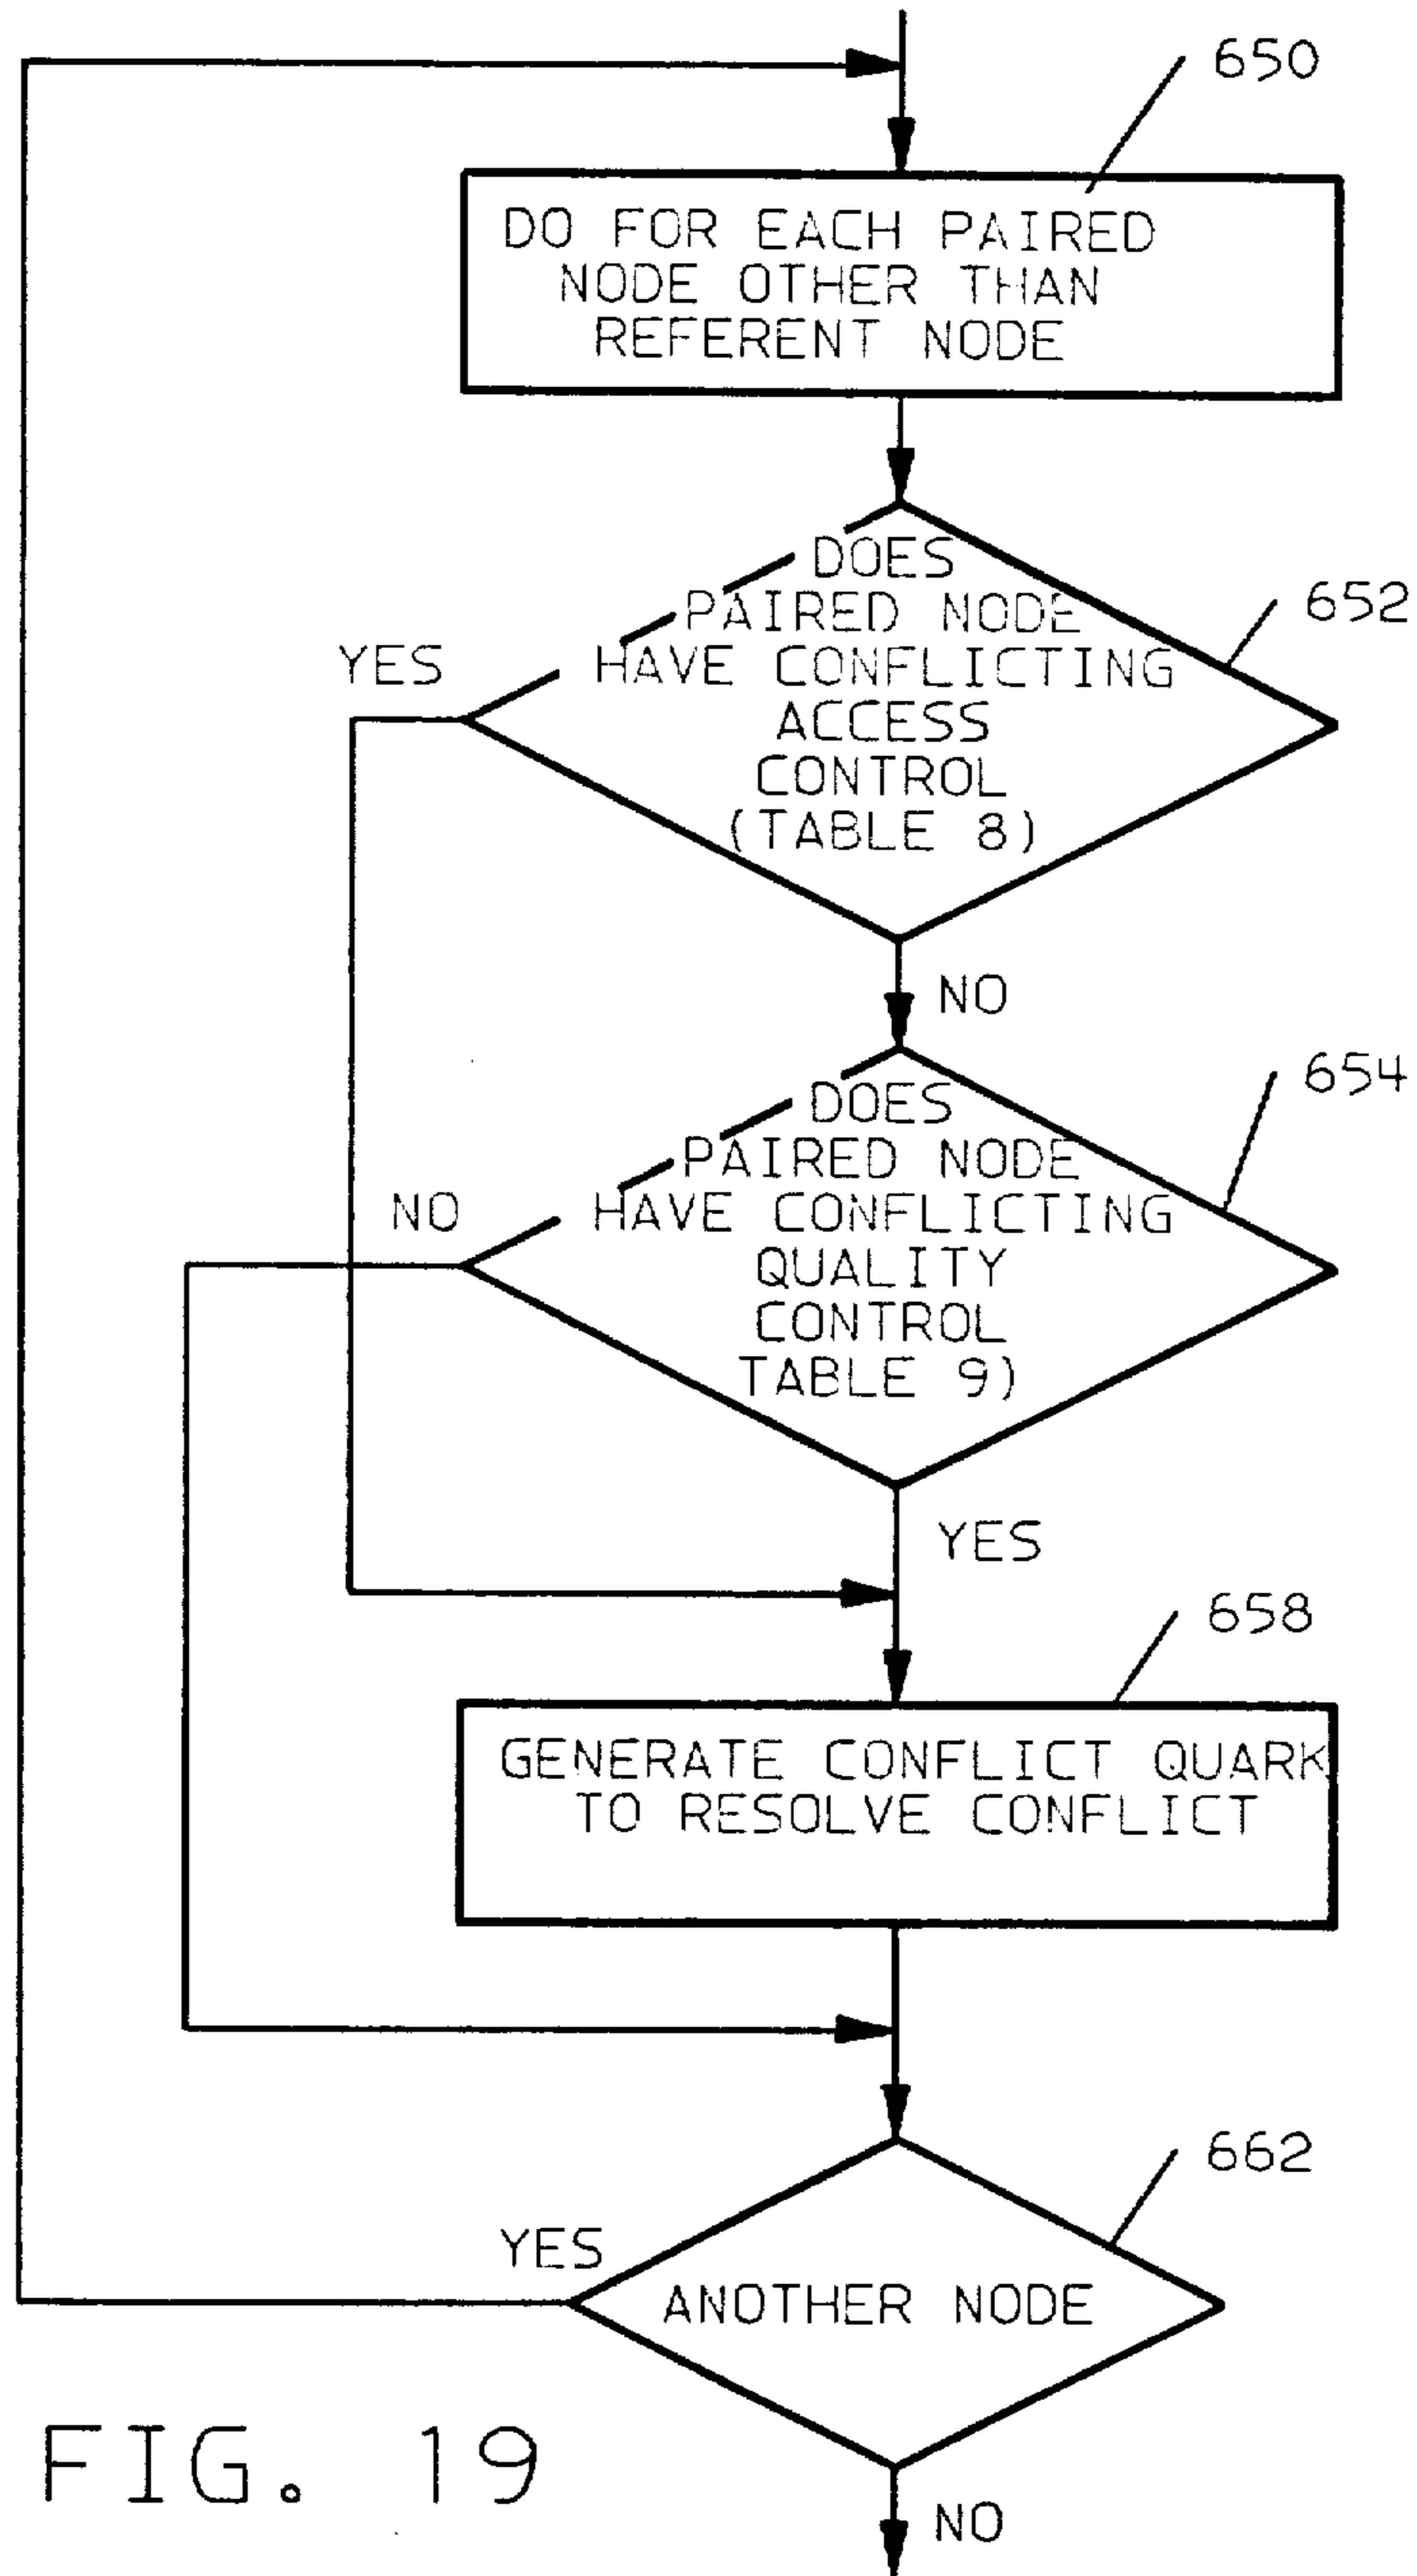 650
DO FOR EACH PAIRED
NODE OTHER THAN
REFERENT NODE
652
DOES
PAIRED NODE
HAVE CONFLICTING
ACCESS
CONTROL
(TABLE 8)
YES
NO
654
DOES
PAIRED NODE
HAVE CONFLICTING
QUALITY
CONTROL
TABLE 9)
NO
YES
658
GENERATE CONFLICT QUARK
TO RESOLVE CONFLICT
662
YES
ANOTHER NODE
NO
FIG. 19